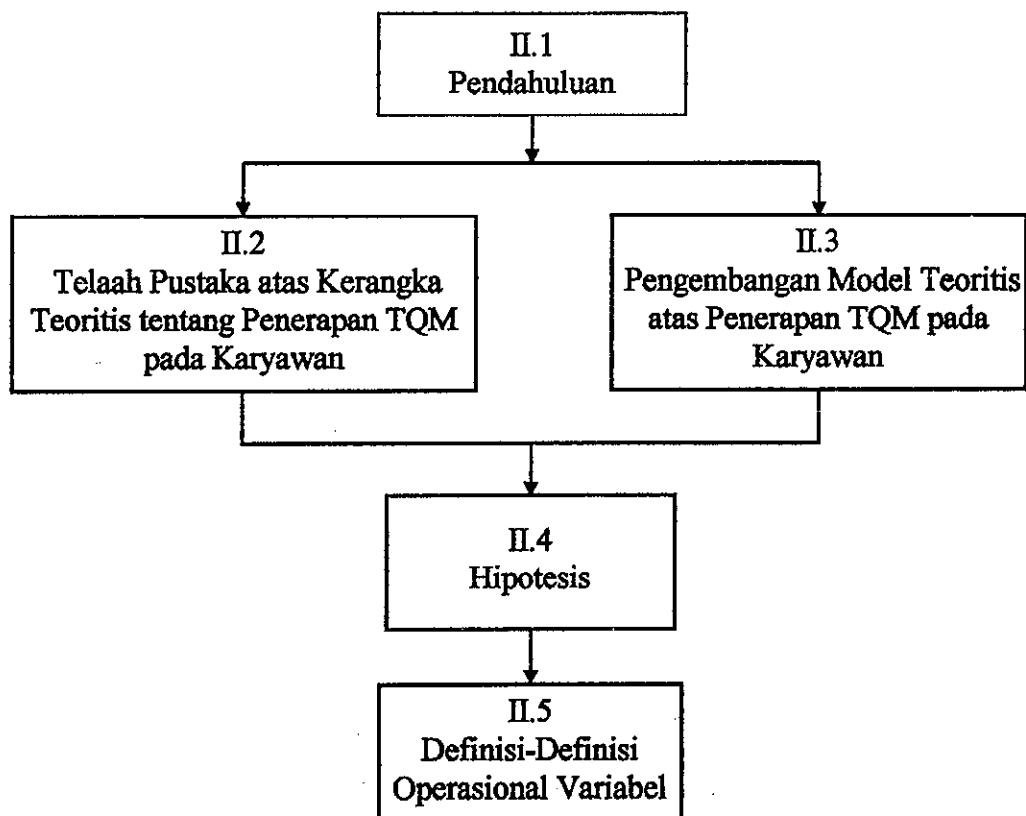 II.1
Pendahuluan
II.2
Telaah Pustaka atas Kerangka
Teoritis tentang Penerapan TQM
pada Karyawan
II.3
Pengembangan Model Teoritis
atas Penerapan TQM pada
Karyawan
II.4
Hipotesis
II.5
Definisi-Definisi
Operasional Variabel